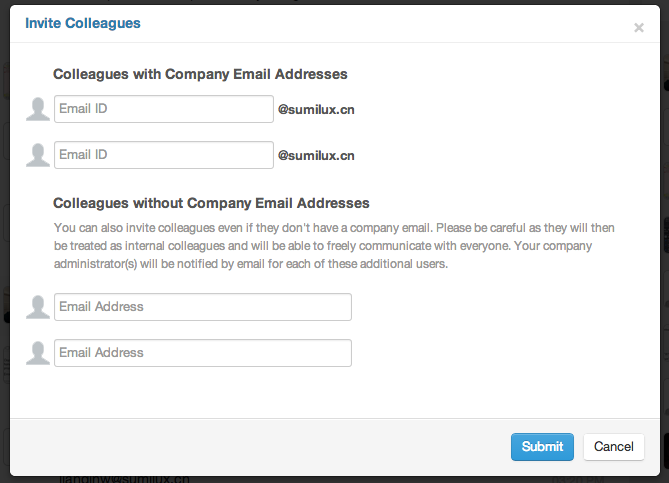 Invite Colleagues
×
Colleagues with Company Email Addresses
Email ID @sumilux.cn
Email ID @sumilux.cn
Colleagues without Company Email Addresses
You can also invite colleagues even if they don't have a company email. Please be careful as they will then
be treated as internal colleagues and will be able to freely communicate with everyone. Your company
administrator(s) will be notified by email for each of these additional users.
Email Address
Email Address
Submit Cancel